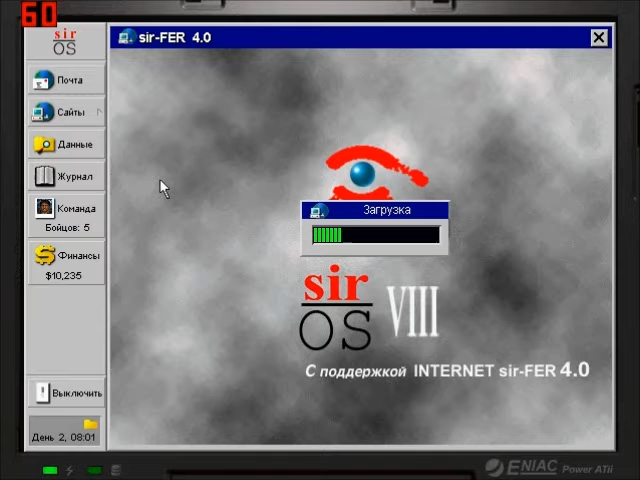 60
sir
OS
sir-FER 4.0
Почта
Сайты
Данные
Журнал
Команда
Бойцов: 5
Финансы
$10,235
Выключить
День 2, 08:01
Загрузка
sir
OS VIII
С поддержкой INTERNET sir-FER 4.0
ENIAC Power ATii